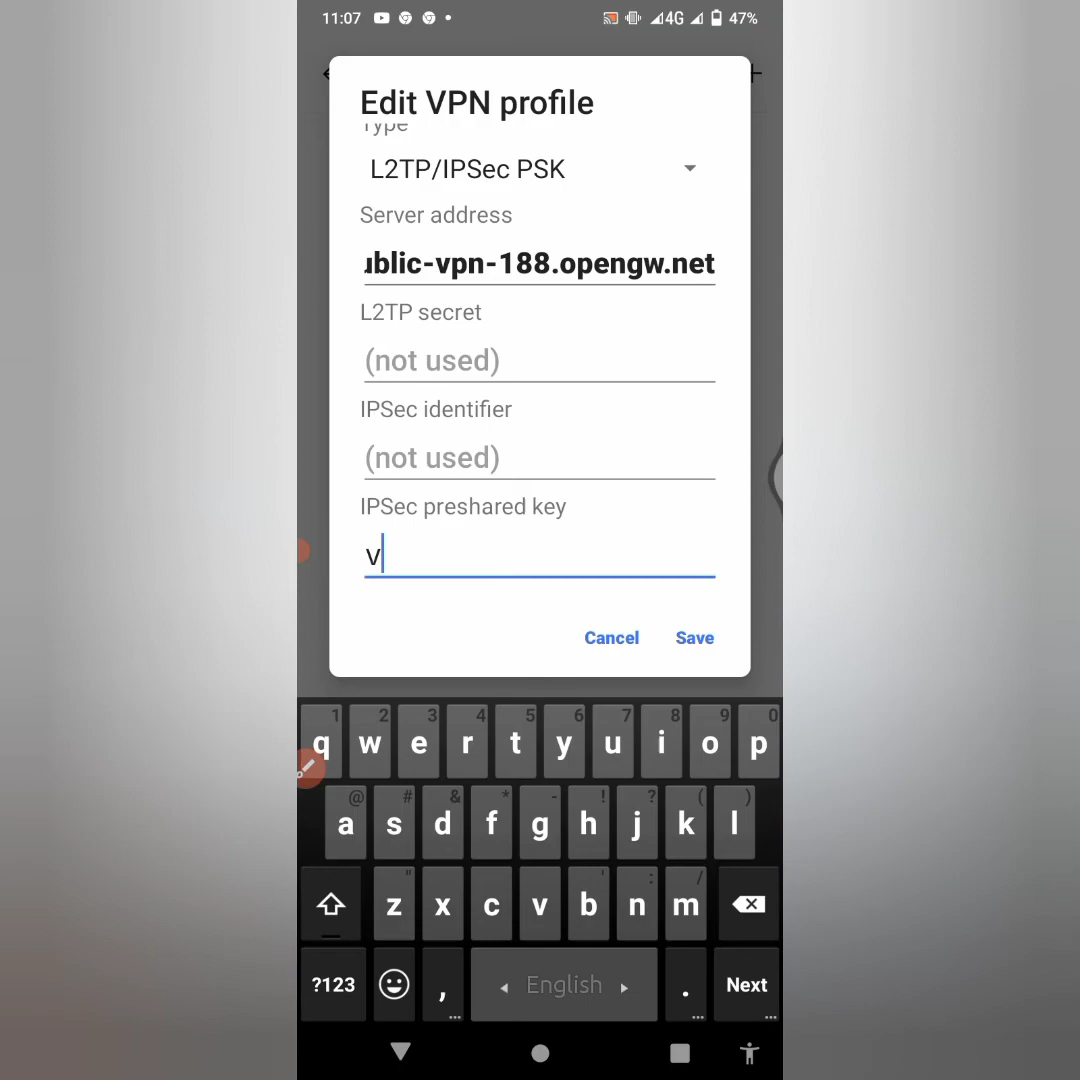 11:07 4G 47%
Edit VPN profile
Type
L2TP/IPSec PSK
Server address
ublic-vpn-188.opengw.net
L2TP secret
(not used)
IPSec identifier
(not used)
IPSec preshared key
v
Cancel Save
1 2 3 4 5 6 7 8 9 0
q w e r t y u i o p
@ # & * - ! ? ( )
a s d f g h j k l
" ' : /
z x c v b n m
?123 , English . Next